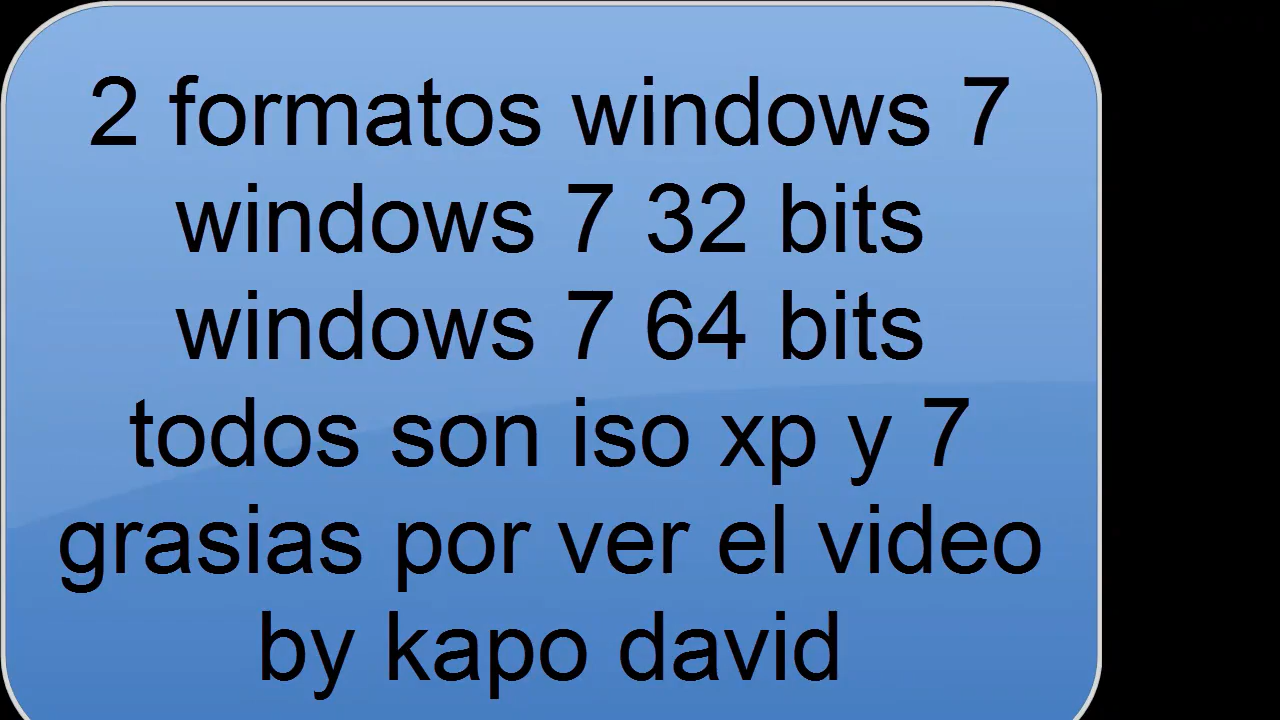 2 formatos windows 7
windows 7 32 bits
windows 7 64 bits
todos son iso xp y 7
grasias por ver el video
by kapo david